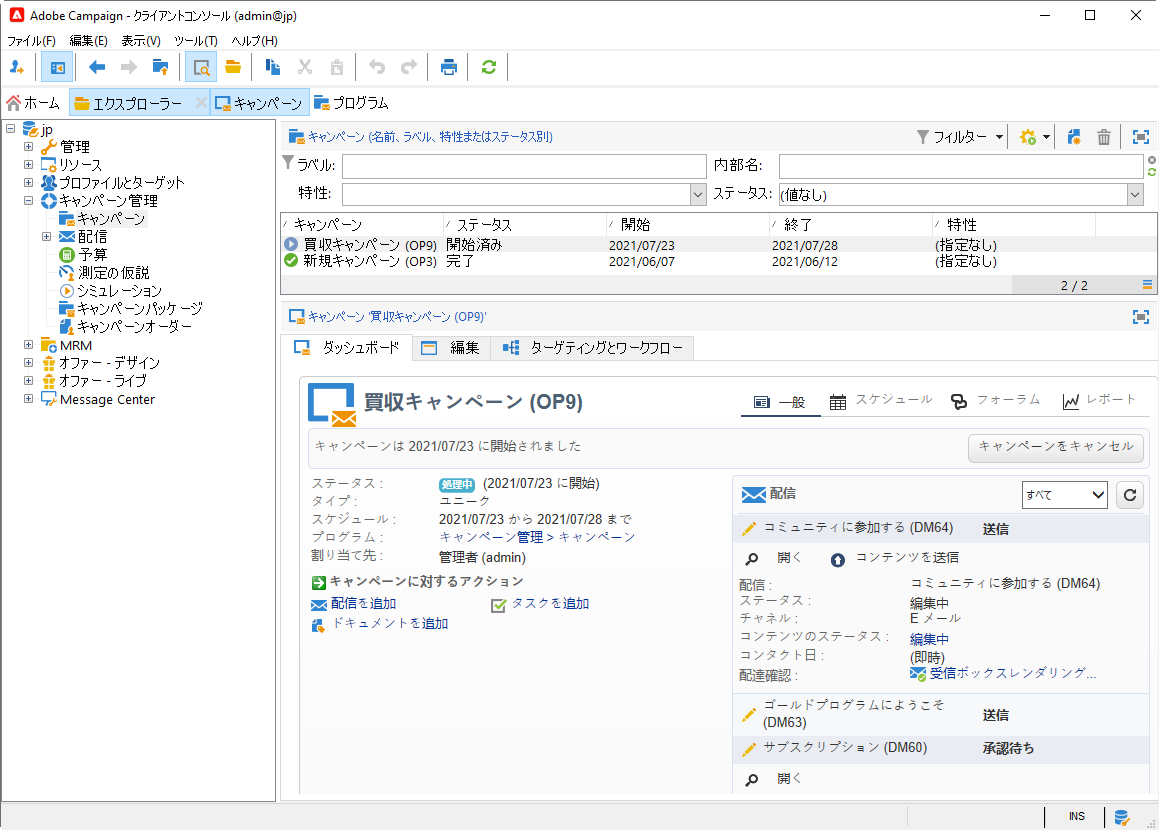 Adobe Campaign - クライアントコンソール (admin@jp)
ファイル(F) 編集(E) 表示(V) ツール(T) ヘルプ(H)
ホーム エクスプローラー キャンペーン プログラム
jp
管理
リソース
プロファイルとターゲット
キャンペーン管理
キャンペーン
配信
予算
測定の仮説
シミュレーション
キャンペーンパッケージ
キャンペーンオーダー
MRM
オファー - デザイン
オファー - ライブ
Message Center
キャンペーン (名前、ラベル、特性またはステータス別) フィルター
ラベル: 内部名:
特性: ステータス: (値なし)
キャンペーン ステータス 開始 終了 特性
買収キャンペーン (OP9) 開始済み 2021/07/23 2021/07/28 (指定なし)
新規キャンペーン (OP3) 完了 2021/06/07 2021/06/12 (指定なし)
2 / 2
キャンペーン '買収キャンペーン (OP9)'
ダッシュボード 編集 ターゲティングとワークフロー
買収キャンペーン (OP9) 一般 スケジュール フォーラム レポート
キャンペーンは 2021/07/23 に開始されました キャンペーンをキャンセル
ステータス : 処理中 (2021/07/23 に開始)
タイプ : ユニーク
スケジュール : 2021/07/23 から 2021/07/28 まで
プログラム : キャンペーン管理 > キャンペーン
割り当て先 : 管理者 (admin)
キャンペーンに対するアクション
配信を追加 タスクを追加
ドキュメントを追加
配信 すべて
コミュニティに参加する (DM64) 送信
開く コンテンツを送信
配信 : コミュニティに参加する (DM64)
ステータス : 編集中
チャネル : E メール
コンテンツのステータス : 編集中
コンタクト日 : (即時)
配達確認 : 受信ボックスレンダリング...
ゴールドプログラムにようこそ (DM63) 送信
サブスクリプション (DM60) 承認待ち
開く
INS